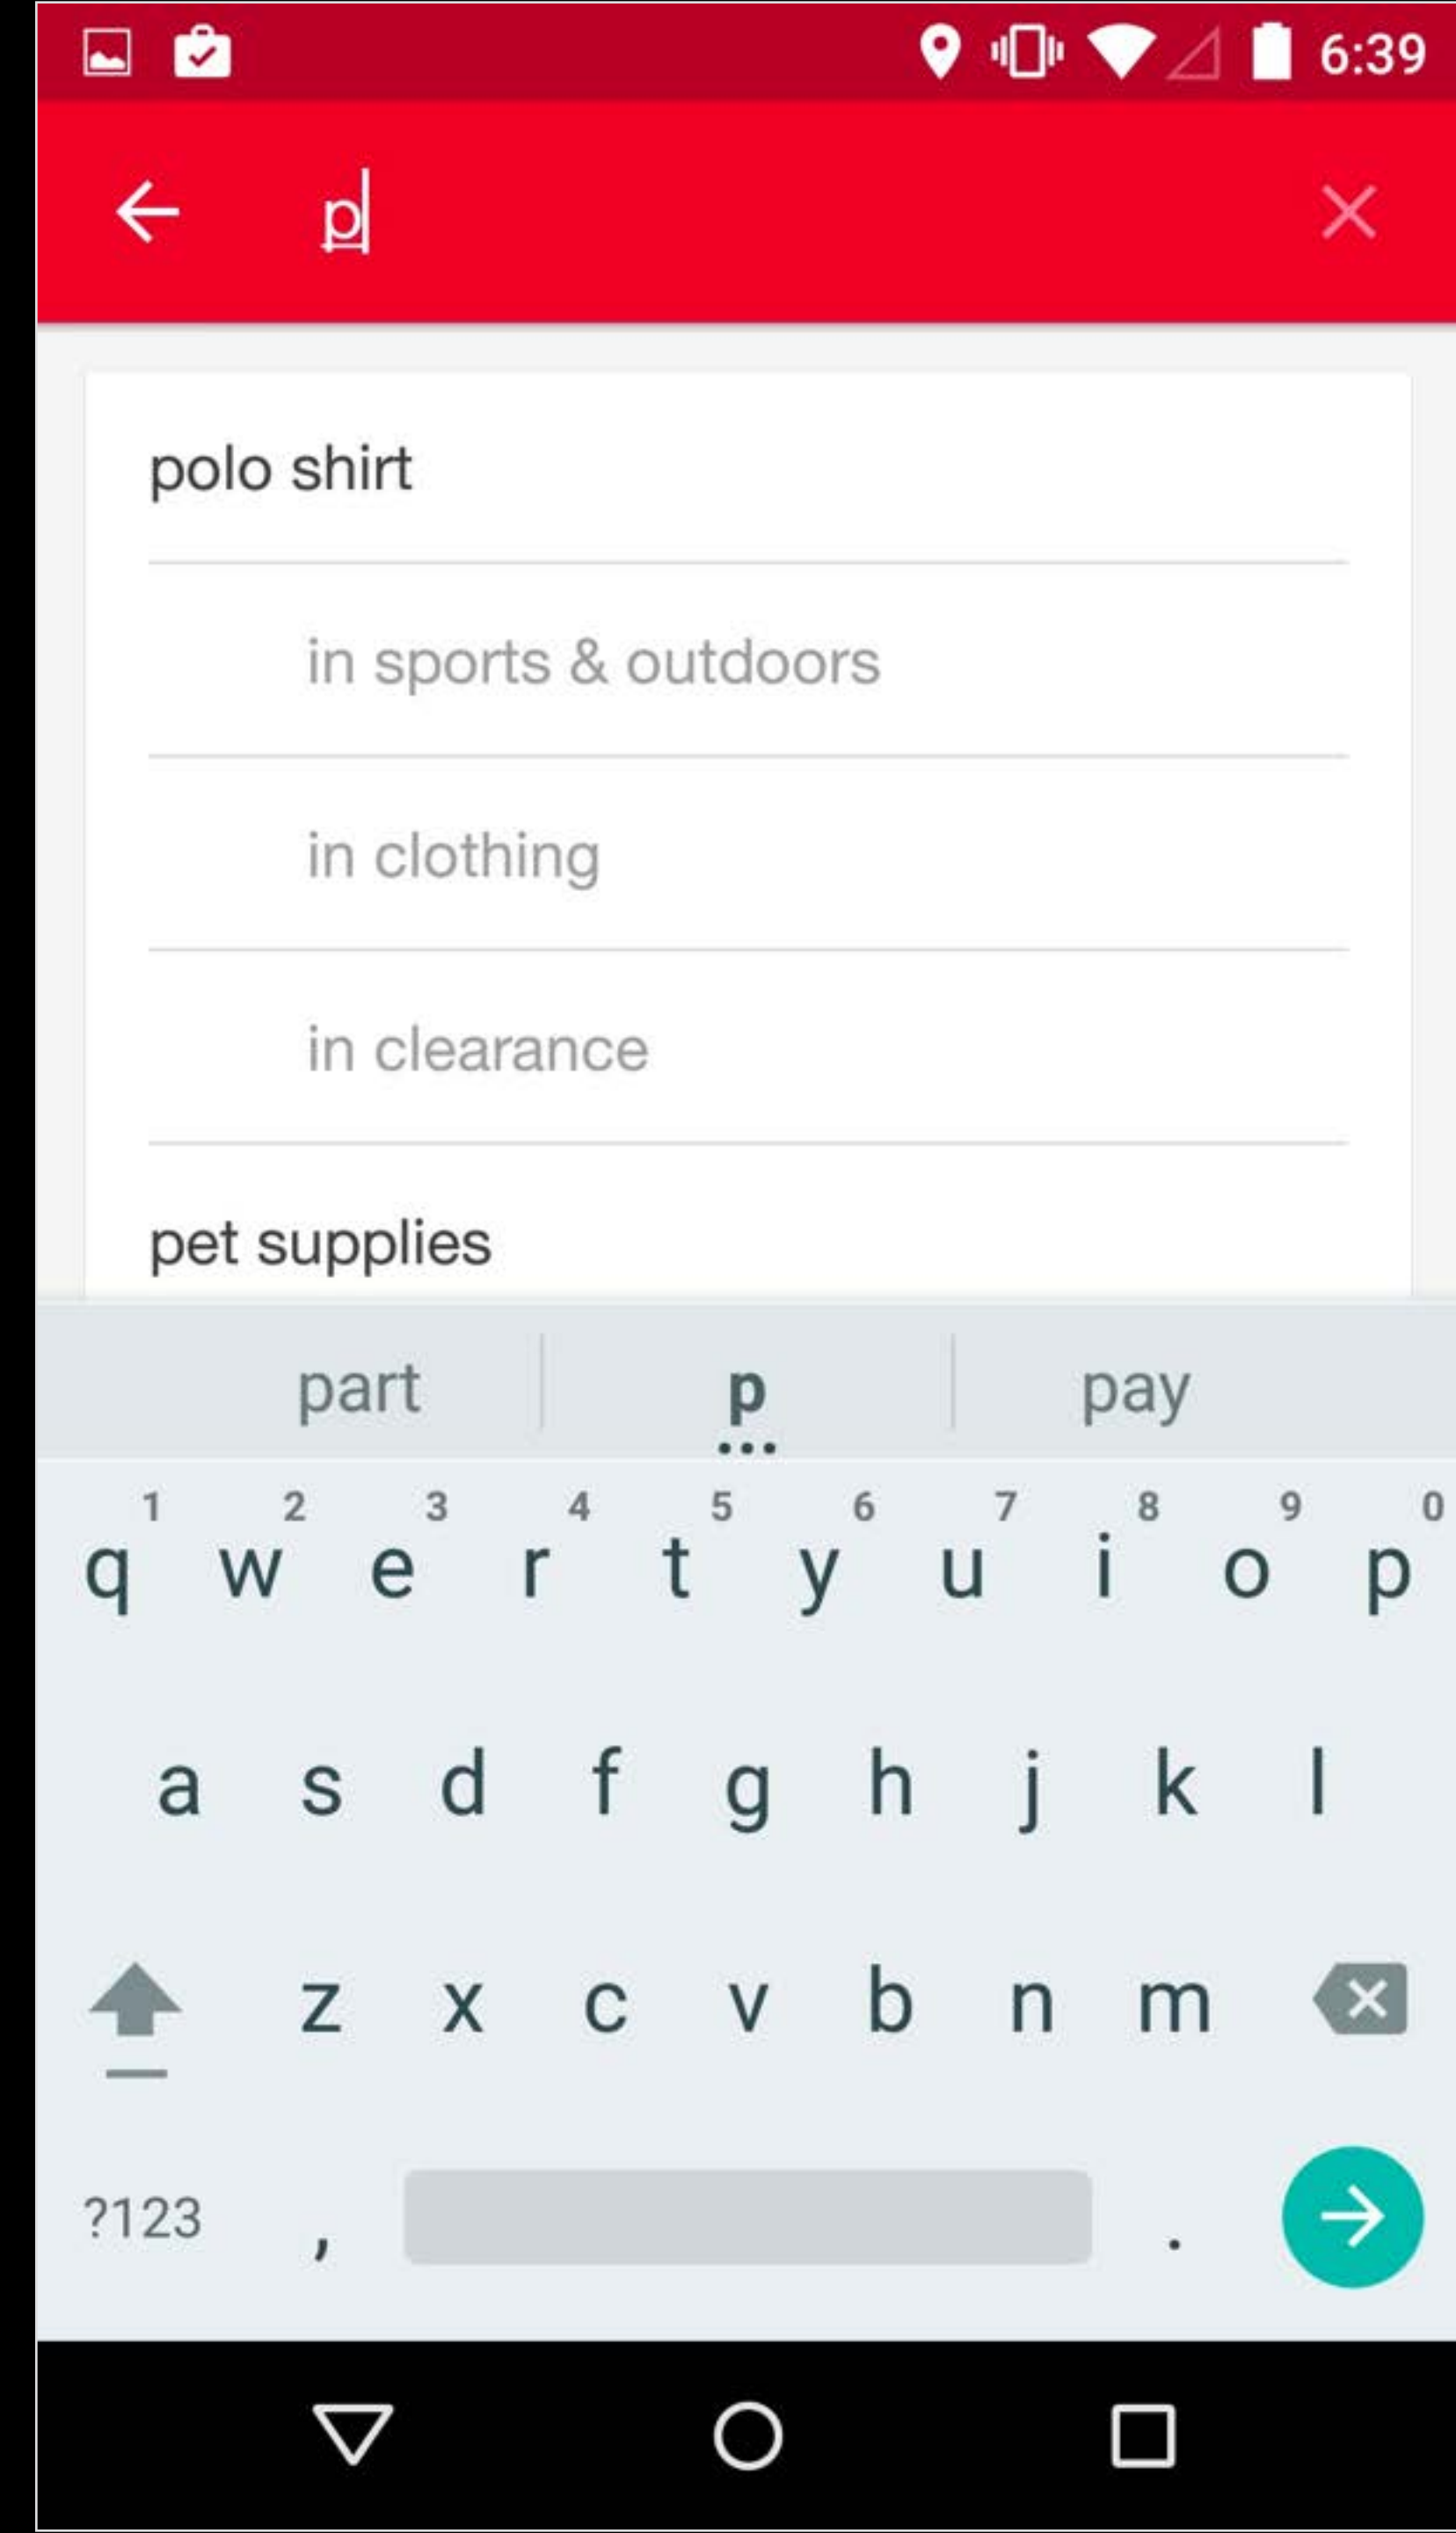 6:39
p
polo shirt
in sports & outdoors
in clothing
in clearance
pet supplies
part p pay
1 2 3 4 5 6 7 8 9 0
q w e r t y u i o p
a s d f g h j k l
z x c v b n m
?123 , .